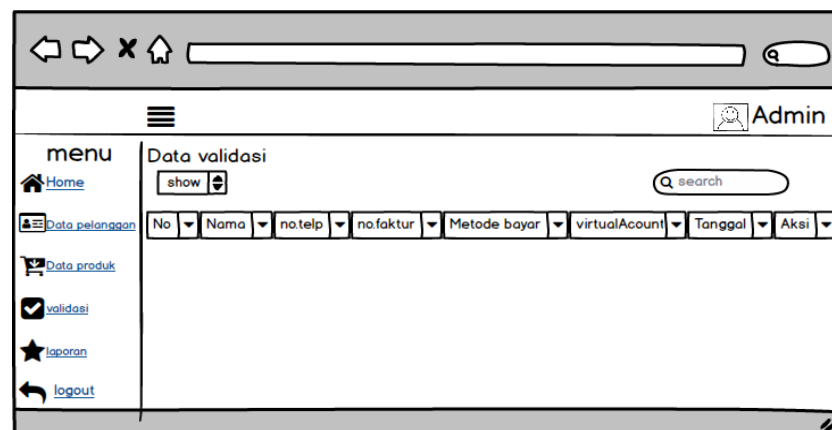 Admin
menu
Data validasi
Home
show
search
Data pelanggan
No Nama no.telp no.faktur Metode bayar virtualAcount Tanggal Aksi
Data produk
validasi
laporan
logout